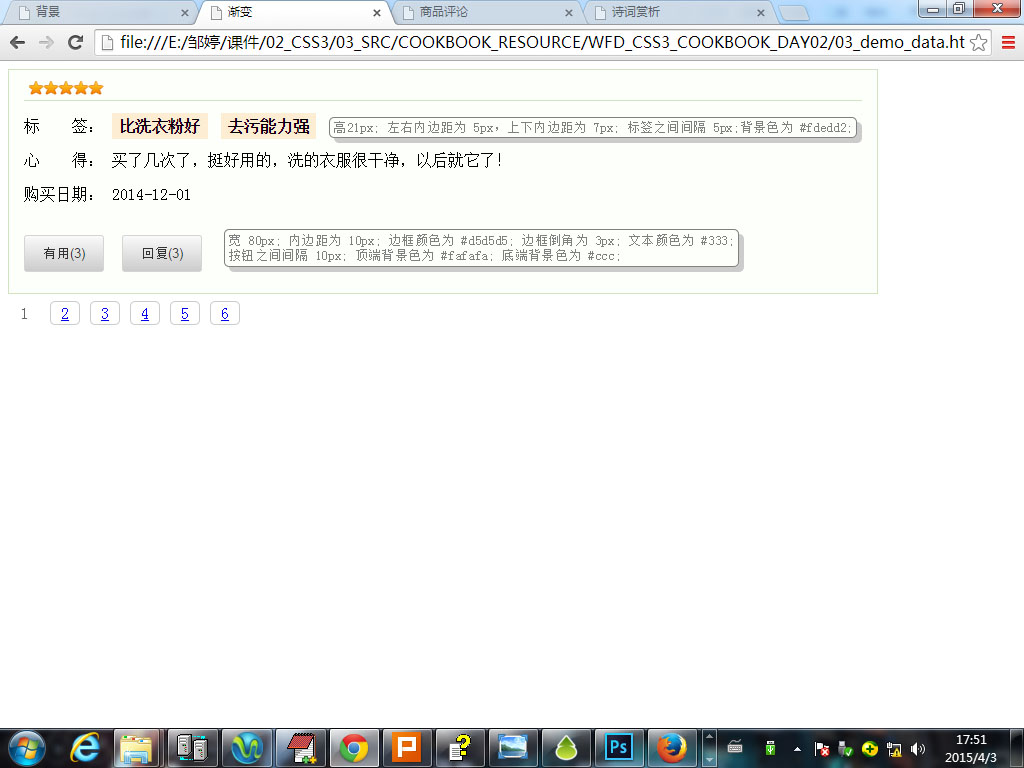 背景 渐变 商品评论 诗词赏析
file:///E:/邹婷/课件/02_CSS3/03_SRC/COOKBOOK_RESOURCE/WFD_CSS3_COOKBOOK_DAY02/03_demo_data.ht
标 签： 比洗衣粉好 去污能力强 高21px; 左右内边距为 5px，上下内边距为 7px; 标签之间间隔 5px;背景色为 #fdedd2;
心 得： 买了几次了，挺好用的，洗的衣服很干净，以后就它了！
购买日期： 2014-12-01
有用(3) 回复(3)
宽 80px; 内边距为 10px; 边框颜色为 #d5d5d5; 边框倒角为 3px; 文本颜色为 #333;
按钮之间间隔 10px; 顶端背景色为 #fafafa; 底端背景色为 #ccc;
1 2 3 4 5 6
Ps
17:51
2015/4/3